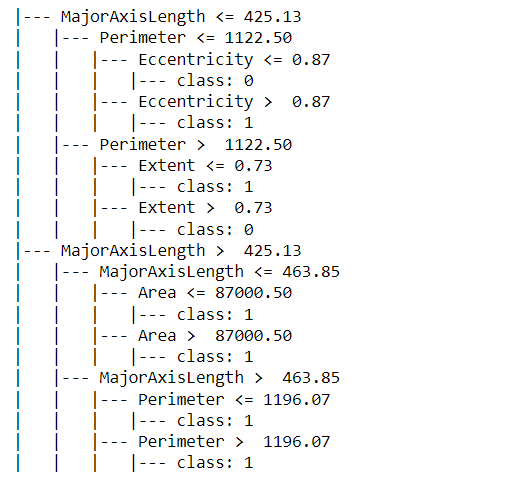 |--- MajorAxisLength <= 425.13
|   |--- Perimeter <= 1122.50
|   |   |--- Eccentricity <= 0.87
|   |   |   |--- class: 0
|   |   |--- Eccentricity >  0.87
|   |   |   |--- class: 1
|   |--- Perimeter >  1122.50
|   |   |--- Extent <= 0.73
|   |   |   |--- class: 1
|   |   |--- Extent >  0.73
|   |   |   |--- class: 0
|--- MajorAxisLength >  425.13
|   |--- MajorAxisLength <= 463.85
|   |   |--- Area <= 87000.50
|   |   |   |--- class: 1
|   |   |--- Area >  87000.50
|   |   |   |--- class: 1
|   |--- MajorAxisLength >  463.85
|   |   |--- Perimeter <= 1196.07
|   |   |   |--- class: 1
|   |   |--- Perimeter >  1196.07
|   |   |   |--- class: 1